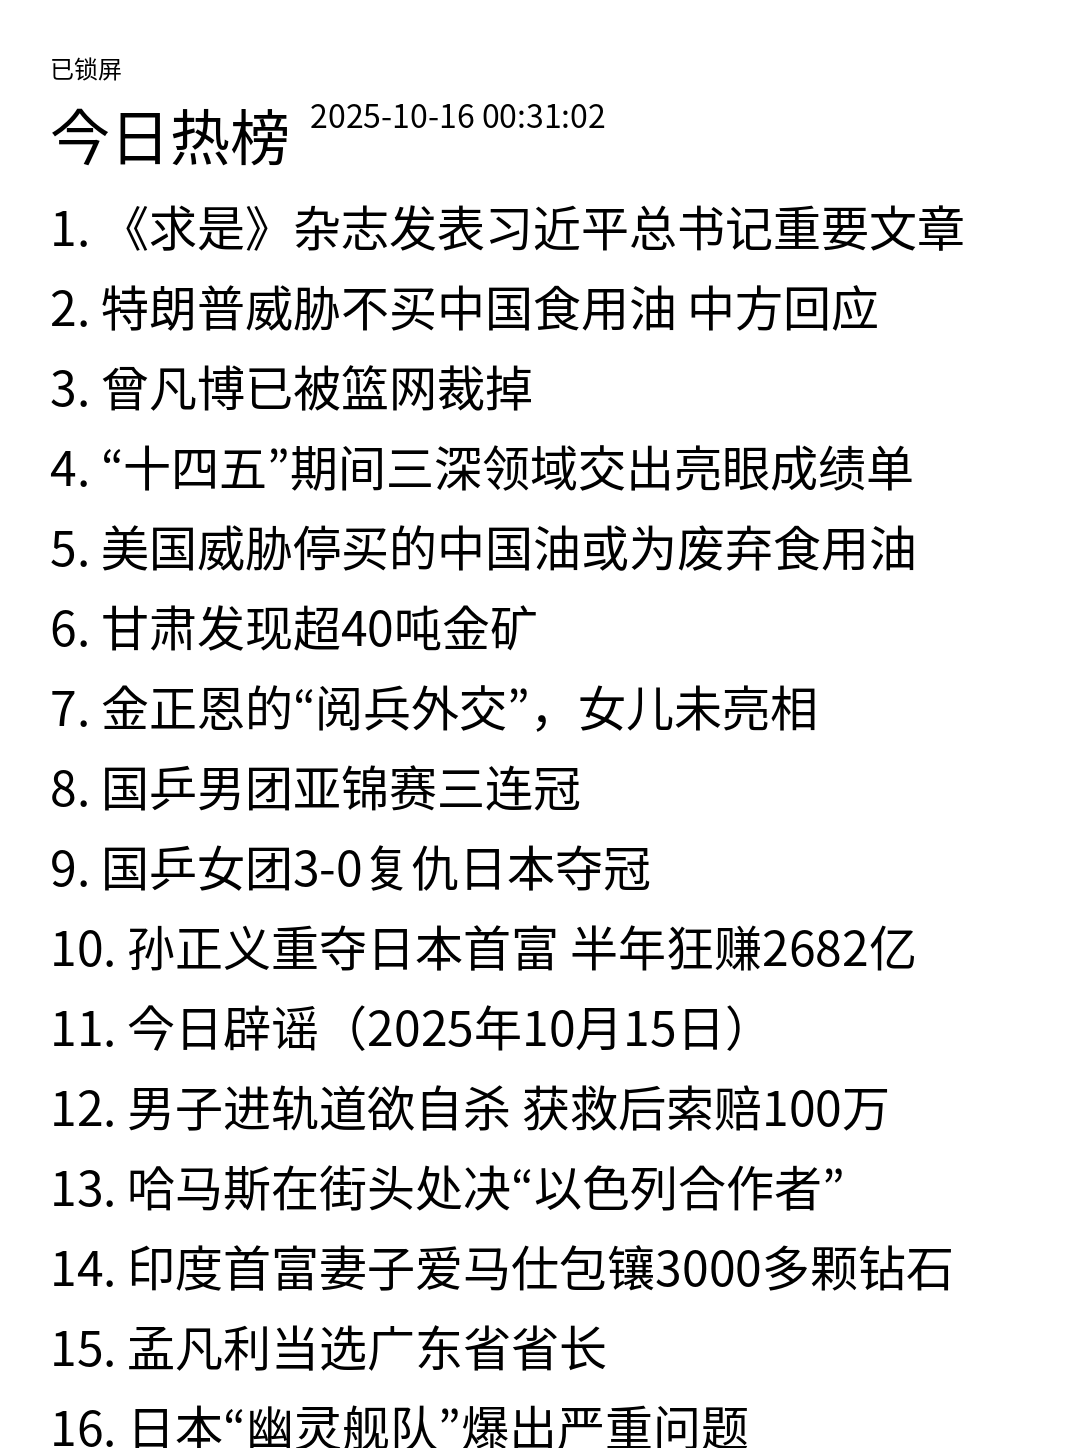 已锁屏
今日热榜 2025-10-16 00:31:02
1. 《求是》杂志发表习近平总书记重要文章
2. 特朗普威胁不买中国食用油 中方回应
3. 曾凡博已被篮网裁掉
4. “十四五”期间三深领域交出亮眼成绩单
5. 美国威胁停买的中国油或为废弃食用油
6. 甘肃发现超40吨金矿
7. 金正恩的“阅兵外交”，女儿未亮相
8. 国乒男团亚锦赛三连冠
9. 国乒女团3-0复仇日本夺冠
10. 孙正义重夺日本首富 半年狂赚2682亿
11. 今日辟谣（2025年10月15日）
12. 男子进轨道欲自杀 获救后索赔100万
13. 哈马斯在街头处决“以色列合作者”
14. 印度首富妻子爱马仕包镶3000多颗钻石
15. 孟凡利当选广东省省长
16. 日本“幽灵舰队”爆出严重问题